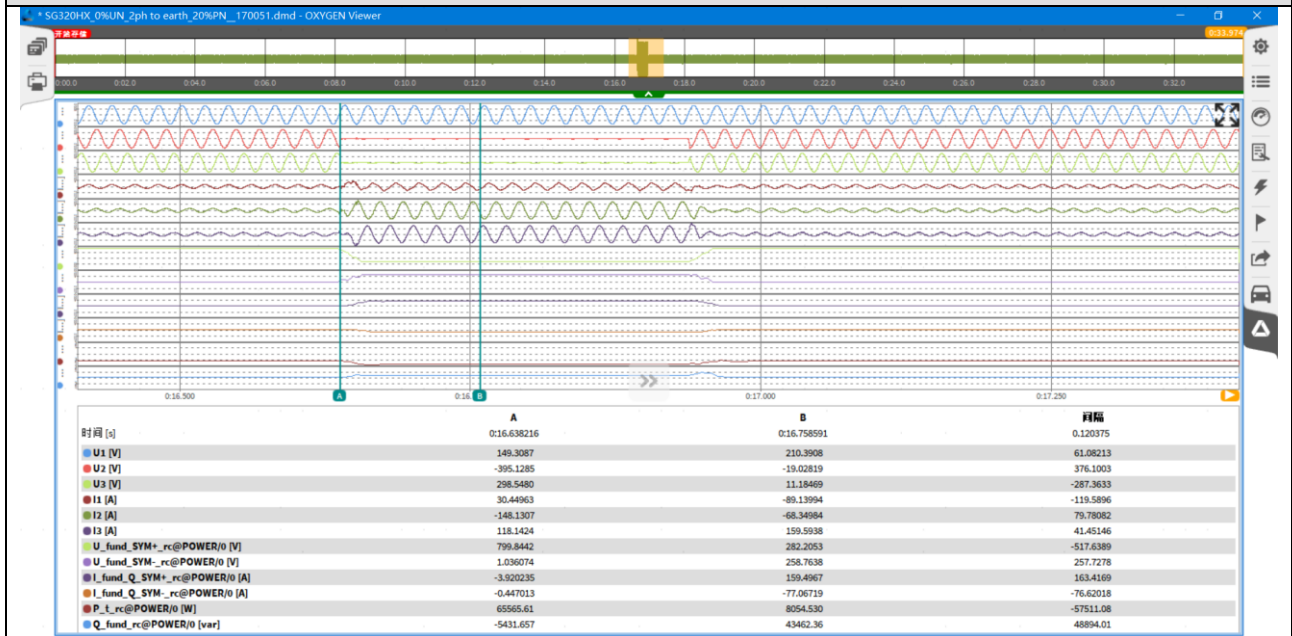 * SG320HX_0%UN_2ph to earth_20%PN__170051.dmd - OXYGEN Viewer
开始存储
0:33.974
0:00.0 0:02.0 0:04.0 0:06.0 0:08.0 0:10.0 0:12.0 0:14.0 0:16.0 0:18.0 0:20.0 0:22.0 0:24.0 0:26.0 0:28.0 0:30.0 0:32.0
0:16.500 A 0:16. B 0:17.000 0:17.250
A B 间隔
时间 [s] 0:16.638216 0:16.758591 0.120375
U1 [V] 149.3087 210.3908 61.08213
U2 [V] -395.1285 -19.02819 376.1003
U3 [V] 298.5480 11.18469 -287.3633
I1 [A] 30.44963 -89.13994 -119.5896
I2 [A] -148.1307 -68.34984 79.78082
I3 [A] 118.1424 159.5938 41.45146
U_fund_SYM+_rc@POWER/0 [V] 799.8442 282.2053 -517.6389
U_fund_SYM-_rc@POWER/0 [V] 1.036074 258.7638 257.7278
I_fund_Q_SYM+_rc@POWER/0 [A] -3.920235 159.4967 163.4169
I_fund_Q_SYM-_rc@POWER/0 [A] -0.447013 -77.06719 -76.62018
P_t_rc@POWER/0 [W] 65565.61 8054.530 -57511.08
Q_fund_rc@POWER/0 [var] -5431.657 43462.36 48894.01